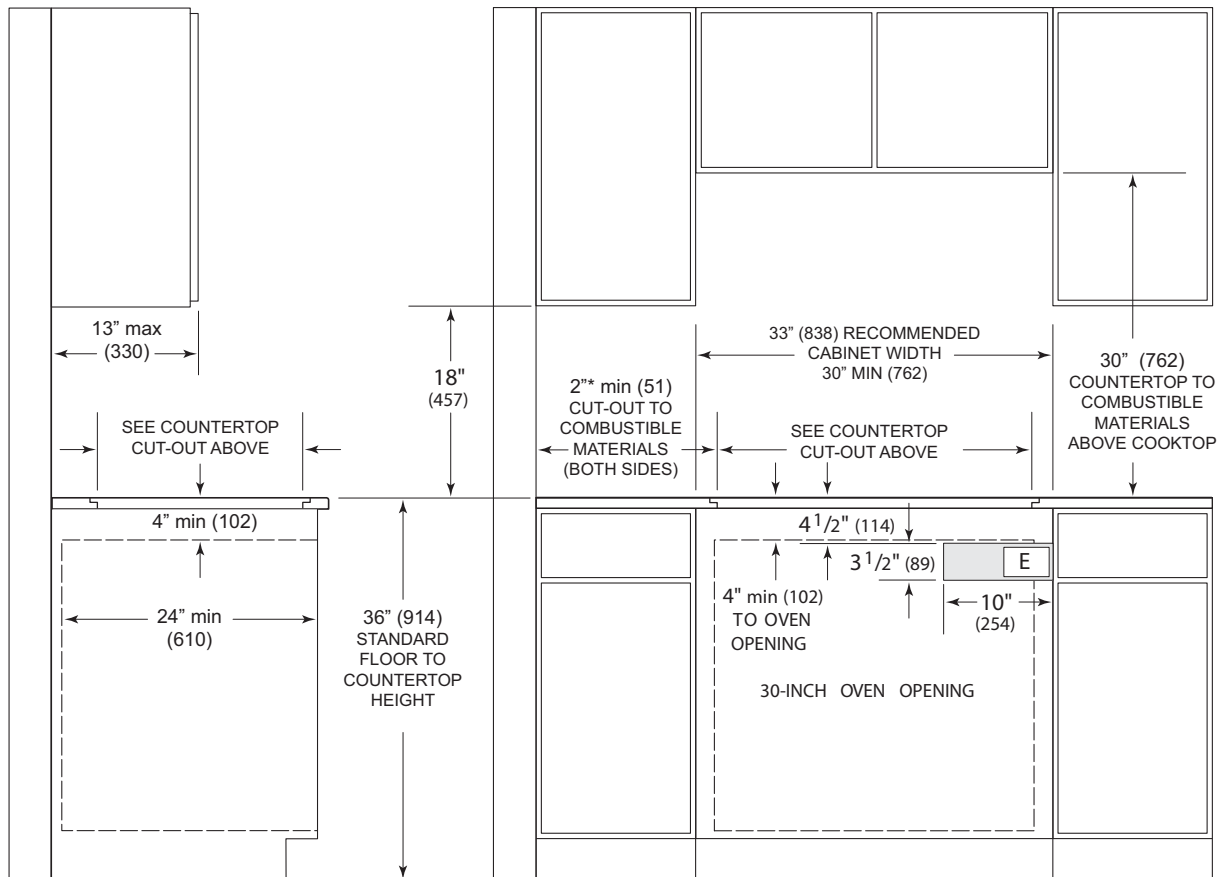 13” max
(330)
SEE COUNTERTOP
CUT-OUT ABOVE
4” min (102)
24” min
(610)
36” (914)
STANDARD
FLOOR TO
COUNTERTOP
HEIGHT
18"
(457)
33” (838) RECOMMENDED
CABINET WIDTH
30” MIN (762)
2”* min (51)
CUT-OUT TO
COMBUSTIBLE
MATERIALS
(BOTH SIDES)
SEE COUNTERTOP
CUT-OUT ABOVE
30” (762)
COUNTERTOP TO
COMBUSTIBLE
MATERIALS
ABOVE COOKTOP
4 1/2" (114)
3 1/2" (89)
E
4" min (102)
TO OVEN
OPENING
10"
(254)
30-INCH OVEN OPENING